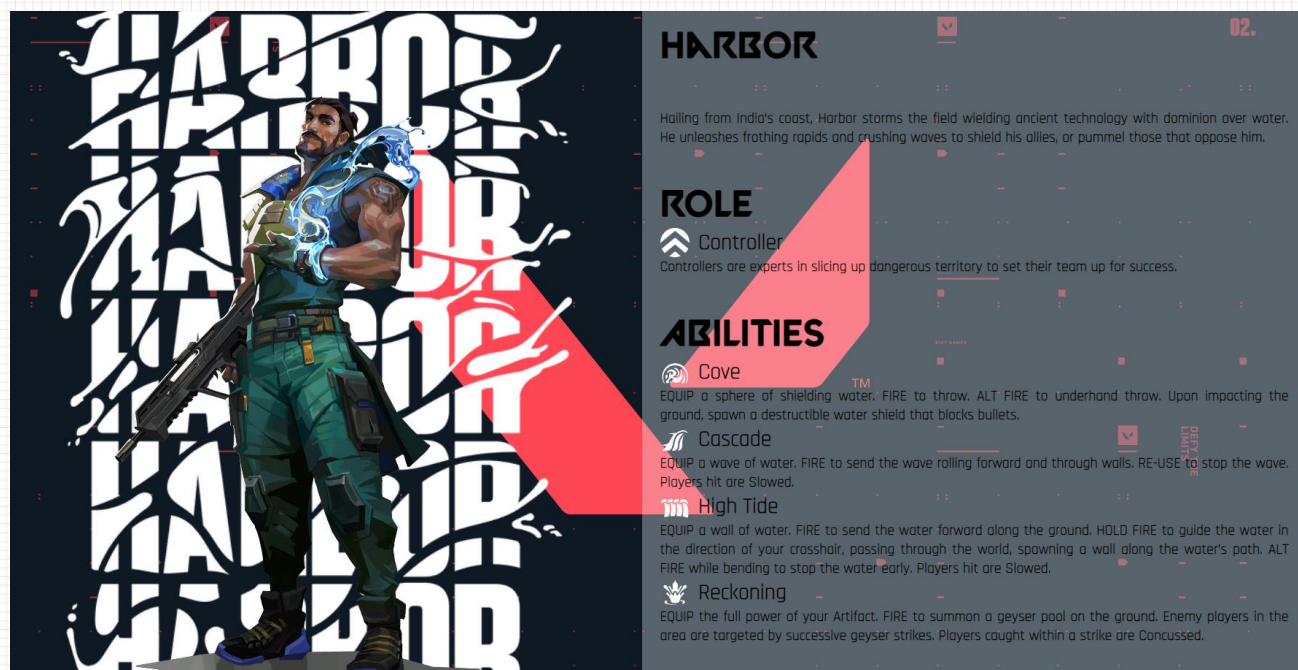 HARBOR
HARBOR
HARBOR
HARBOR
HARBOR
HARBOR
HARBOR
HARBOR
02.
Hailing from India's coast, Harbor storms the field wielding ancient technology with dominion over water.
He unleashes frothing rapids and crushing waves to shield his allies, or pummel those that oppose him.
ROLE
Controller
Controllers are experts in slicing up dangerous territory to set their team up for success.
ABILITIES
Cove
TM
EQUIP a sphere of shielding water. FIRE to throw. ALT FIRE to underhand throw. Upon impacting the
ground, spawn a destructible water shield that blocks bullets.
Cascade
DEFY THE
LIMITS
EQUIP a wave of water. FIRE to send the wave rolling forward and through walls. RE-USE to stop the wave.
Players hit are Slowed.
High Tide
EQUIP a wall of water. FIRE to send the water forward along the ground. HOLD FIRE to guide the water in
the direction of your crosshair, passing through the world, spawning a wall along the water's path. ALT
FIRE while bending to stop the water early. Players hit are Slowed.
Reckoning
EQUIP the full power of your Artifact. FIRE to summon a geyser pool on the ground. Enemy players in the
area are targeted by successive geyser strikes. Players caught within a strike are Concussed.